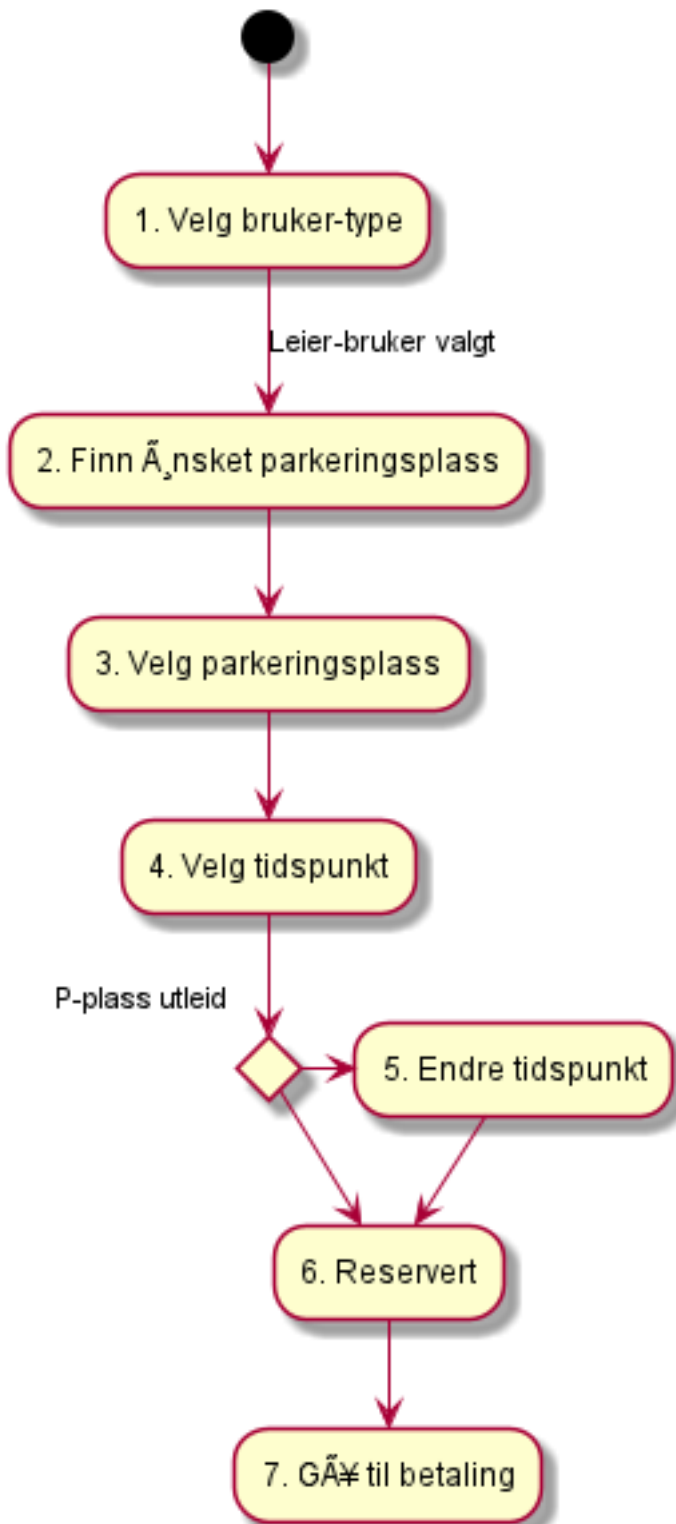 1. Velg bruker-type
Leier-bruker valgt
2. Finn Ã¸nsket parkeringsplass
3. Velg parkeringsplass
4. Velg tidspunkt
P-plass utleid
5. Endre tidspunkt
6. Reservert
7. GÃ¥ til betaling